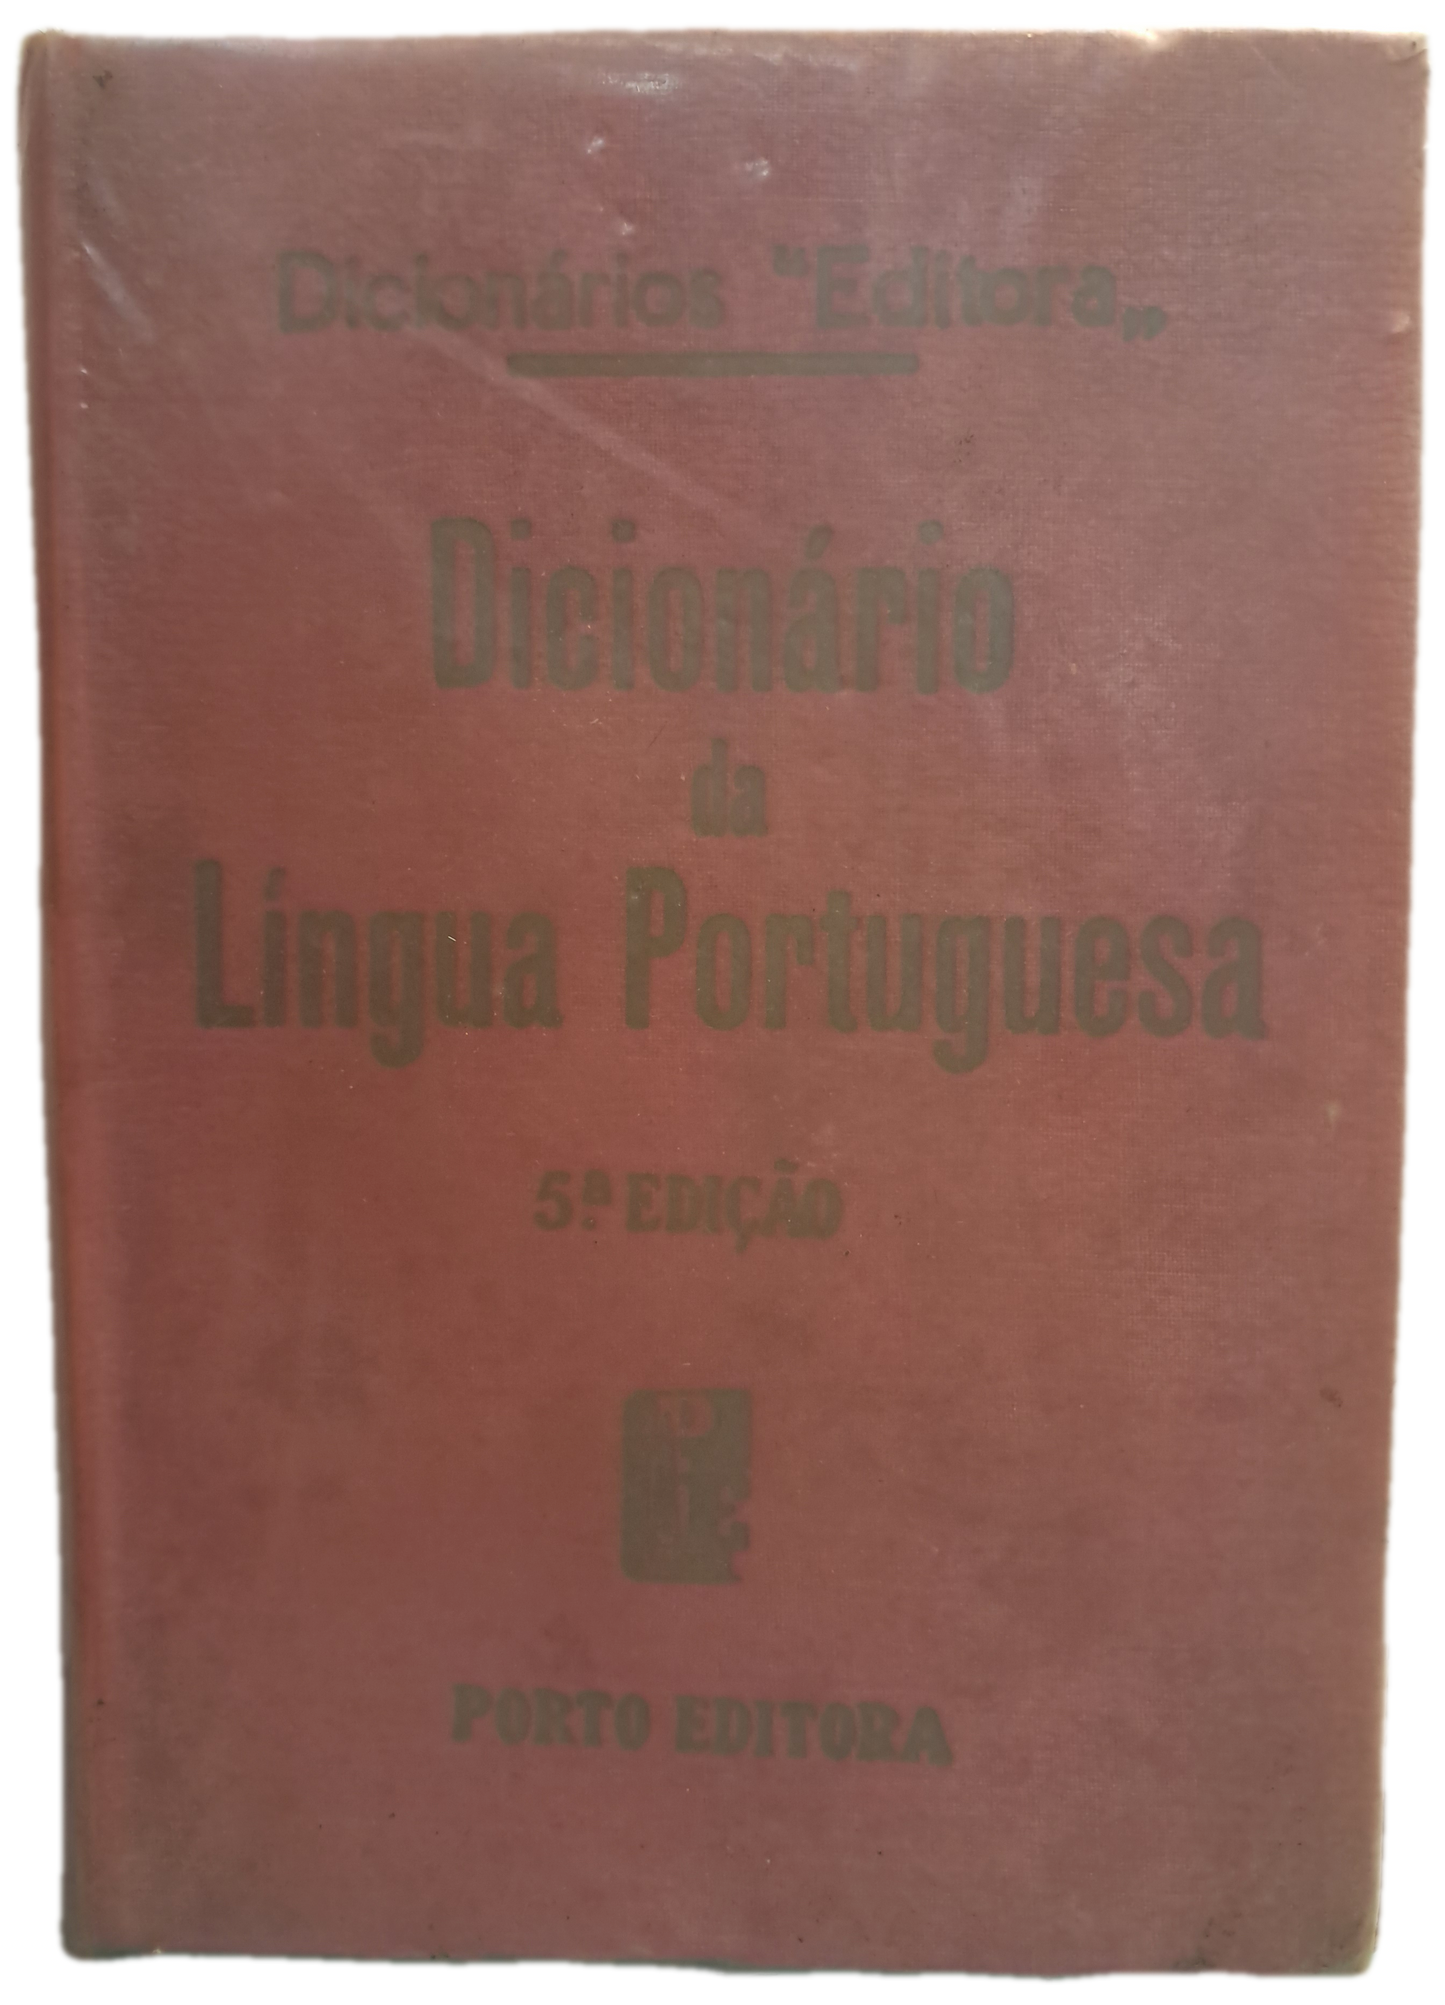 Dicionários "Editora„
Dicionário
da
Língua Portuguesa
5.ª EDIÇÃO
PORTO EDITORA